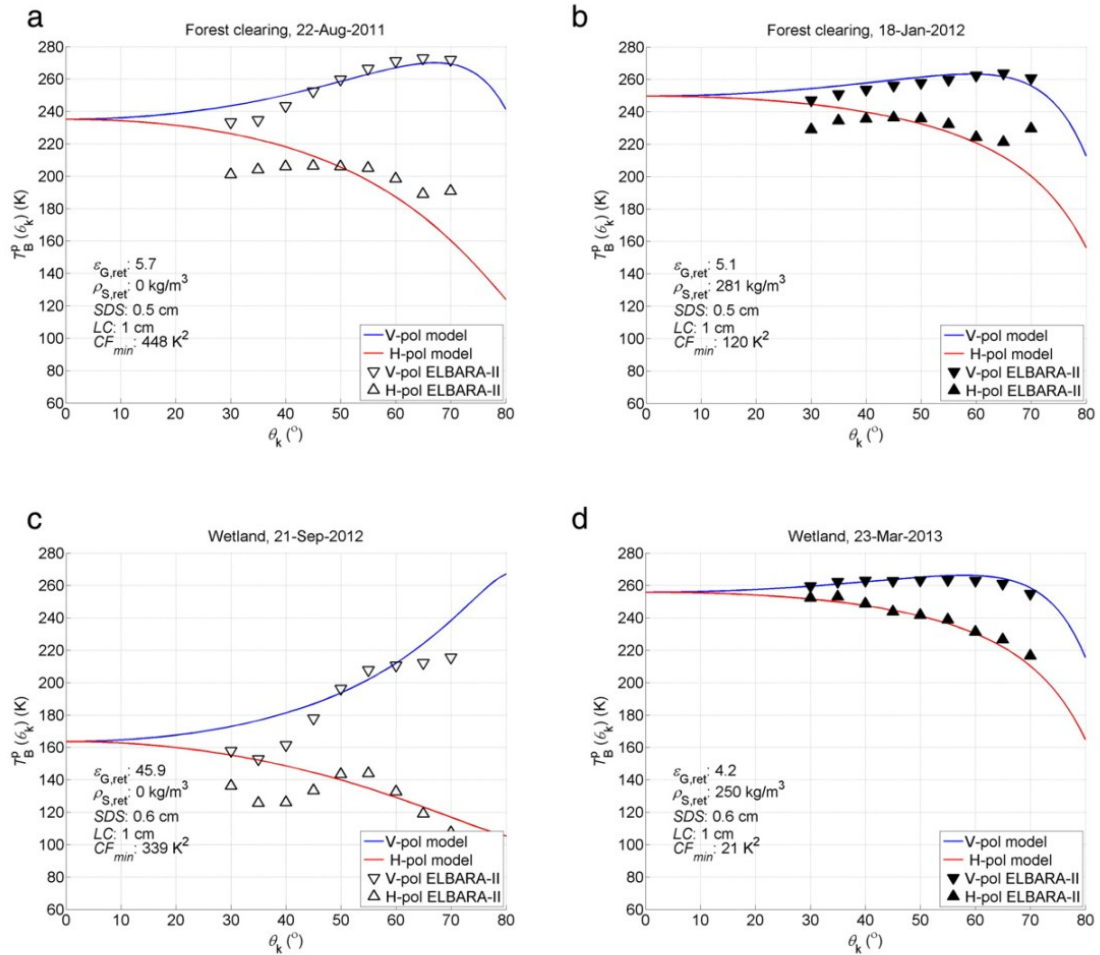 a
Forest clearing, 22-Aug-2011
280
260
240
220
200
180
160
140
120
100
80
60
T_B^p (θ_k) (K)
ε_G,ret: 5.7
ρ_S,ret: 0 kg/m³
SDS: 0.5 cm
LC: 1 cm
CF_min: 448 K²
V-pol model
H-pol model
V-pol ELBARA-II
H-pol ELBARA-II
0 10 20 30 40 50 60 70 80
θ_k (°)
b
Forest clearing, 18-Jan-2012
280
260
240
220
200
180
160
140
120
100
80
60
T_B^p (θ_k) (K)
ε_G,ret: 5.1
ρ_S,ret: 281 kg/m³
SDS: 0.5 cm
LC: 1 cm
CF_min: 120 K²
V-pol model
H-pol model
V-pol ELBARA-II
H-pol ELBARA-II
0 10 20 30 40 50 60 70 80
θ_k (°)
c
Wetland, 21-Sep-2012
280
260
240
220
200
180
160
140
120
100
80
60
T_B^p (θ_k) (K)
ε_G,ret: 45.9
ρ_S,ret: 0 kg/m³
SDS: 0.6 cm
LC: 1 cm
CF_min: 339 K²
V-pol model
H-pol model
V-pol ELBARA-II
H-pol ELBARA-II
0 10 20 30 40 50 60 70 80
θ_k (°)
d
Wetland, 23-Mar-2013
280
260
240
220
200
180
160
140
120
100
80
60
T_B^p (θ_k) (K)
ε_G,ret: 4.2
ρ_S,ret: 250 kg/m³
SDS: 0.6 cm
LC: 1 cm
CF_min: 21 K²
V-pol model
H-pol model
V-pol ELBARA-II
H-pol ELBARA-II
0 10 20 30 40 50 60 70 80
θ_k (°)